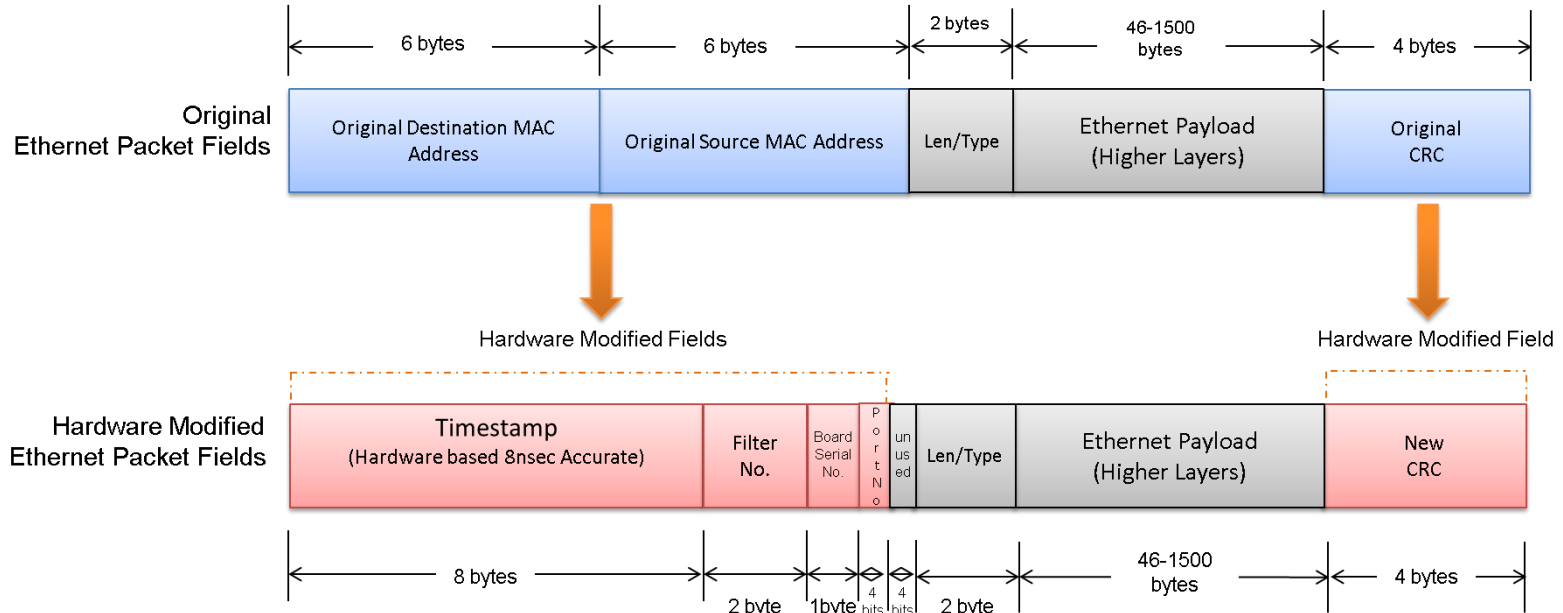 6 bytes
6 bytes
2 bytes
46-1500
bytes
4 bytes
Original
Ethernet Packet Fields
Original Destination MAC
Address
Original Source MAC Address
Len/Type
Ethernet Payload
(Higher Layers)
Original
CRC
Hardware Modified Fields
Hardware Modified Field
Hardware Modified
Ethernet Packet Fields
Timestamp
(Hardware based 8nsec Accurate)
Filter
No.
Board
Serial
No.
P
o
r
t
N
o
un
us
ed
Len/Type
Ethernet Payload
(Higher Layers)
New
CRC
8 bytes
2 byte
1byte
4
bits
4
bits
2 byte
46-1500
bytes
4 bytes